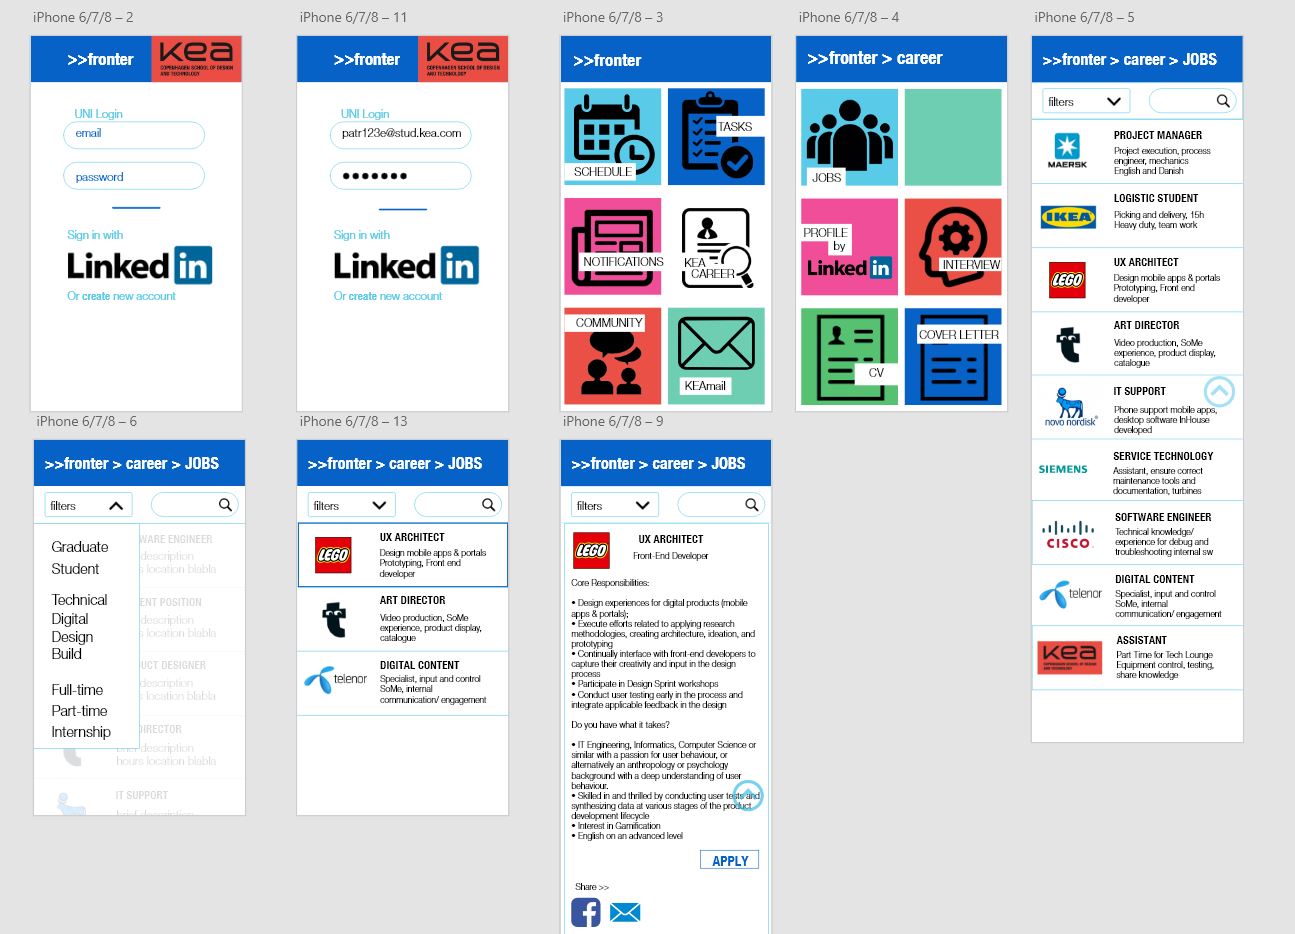 iPhone 6/7/8 – 2
>>fronter
Kea
COPENHAGEN SCHOOL OF DESIGN
AND TECHNOLOGY
UNI Login
email
password
Sign in with
Linked in
Or create new account
iPhone 6/7/8 – 11
>>fronter
Kea
COPENHAGEN SCHOOL OF DESIGN
AND TECHNOLOGY
UNI Login
patr123e@stud.kea.com
Sign in with
Linked in
Or create new account
iPhone 6/7/8 – 3
>>fronter
SCHEDULE
TASKS
NOTIFICATIONS
KEA -
CAREER
COMMUNITY
KEAmail
iPhone 6/7/8 – 4
>>fronter > career
JOBS
PROFILE
by
Linked in
INTERVIEW
CV
COVER LETTER
iPhone 6/7/8 – 5
>>fronter > career > JOBS
filters
MAERSK
PROJECT MANAGER
Project execution, process
engineer, mechanics
English and Danish
IKEA
LOGISTIC STUDENT
Picking and delivery, 15h
Heavy duty, team work
LEGO
UX ARCHITECT
Design mobile apps & portals
Prototyping, Front end
developer
ART DIRECTOR
Video production, SoMe
experience, product display,
catalogue
novo nordisk
IT SUPPORT
Phone support mobile apps,
desktop software InHouse
developed
SIEMENS
SERVICE TECHNOLOGY
Assistant, ensure correct
maintenance tools and
documentation, turbines
CISCO
SOFTWARE ENGINEER
Technical knowledge/
experience for debug and
troubleshooting internal sw
telenor
DIGITAL CONTENT
Specialist, input and control
SoMe, internal
communication/ engagement
Kea
COPENHAGEN SCHOOL OF DESIGN
AND TECHNOLOGY
ASSISTANT
Part Time for Tech Lounge
Equipment control, testing,
share knowledge
iPhone 6/7/8 – 6
>>fronter > career > JOBS
filters
Graduate
Student
Technical
Digital
Design
Build
Full-time
Part-time
Internship
WARE ENGINEER
description
s location blabla
ENT POSITION
description
s location blabla
UCT DESIGNER
description
s location blabla
DIRECTOR
brief description
hours location blabla
IT SUPPORT
brief description
iPhone 6/7/8 – 13
>>fronter > career > JOBS
filters
LEGO
UX ARCHITECT
Design mobile apps & portals
Prototyping, Front end
developer
ART DIRECTOR
Video production, SoMe
experience, product display,
catalogue
telenor
DIGITAL CONTENT
Specialist, input and control
SoMe, internal
communication/ engagement
iPhone 6/7/8 – 9
>>fronter > career > JOBS
filters
LEGO
UX ARCHITECT
Front-End Developer
Core Responsibilities:
• Design experiences for digital products (mobile
apps & portals);
• Execute efforts related to applying research
methodologies, creating architecture, ideation, and
prototyping
• Continually interface with front-end developers to
capture their creativity and input in the design
process
• Participate in Design Sprint workshops
• Conduct user testing early in the process and
integrate applicable feedback in the design
Do you have what it takes?
• IT Engineering, Informatics, Computer Science or
similar with a passion for user behaviour, or
alternatively an anthropology or psychology
background with a deep understanding of user
behaviour.
• Skilled in and thrilled by conducting user tests and
synthesizing data at various stages of the product
development lifecycle
• Interest in Gamification
• English on an advanced level
APPLY
Share >>